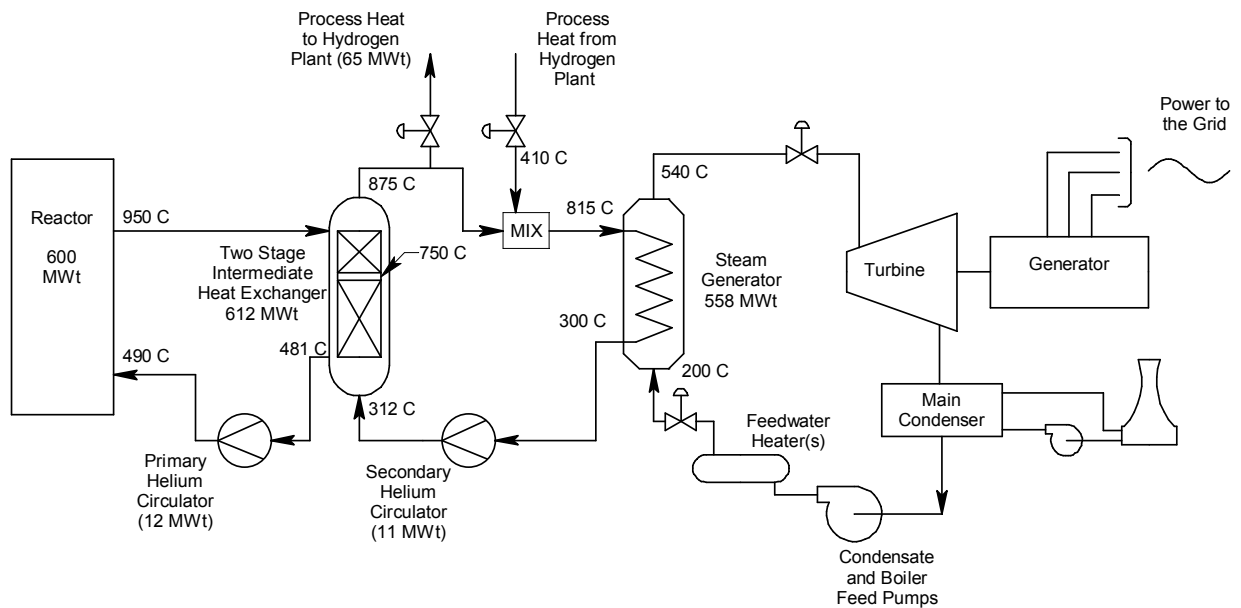 Process Heat
to Hydrogen
Plant (65 MWt)
Process
Heat from
Hydrogen
Plant
Power to
the Grid
410 C
875 C
540 C
Reactor
600
MWt
950 C
815 C
MIX
Two Stage
Intermediate
Heat Exchanger
612 MWt
750 C
Steam
Generator
558 MWt
Turbine
Generator
490 C
481 C
300 C
312 C
200 C
Feedwater
Heater(s)
Main
Condenser
Primary
Helium
Circulator
(12 MWt)
Secondary
Helium
Circulator
(11 MWt)
Condensate
and Boiler
Feed Pumps